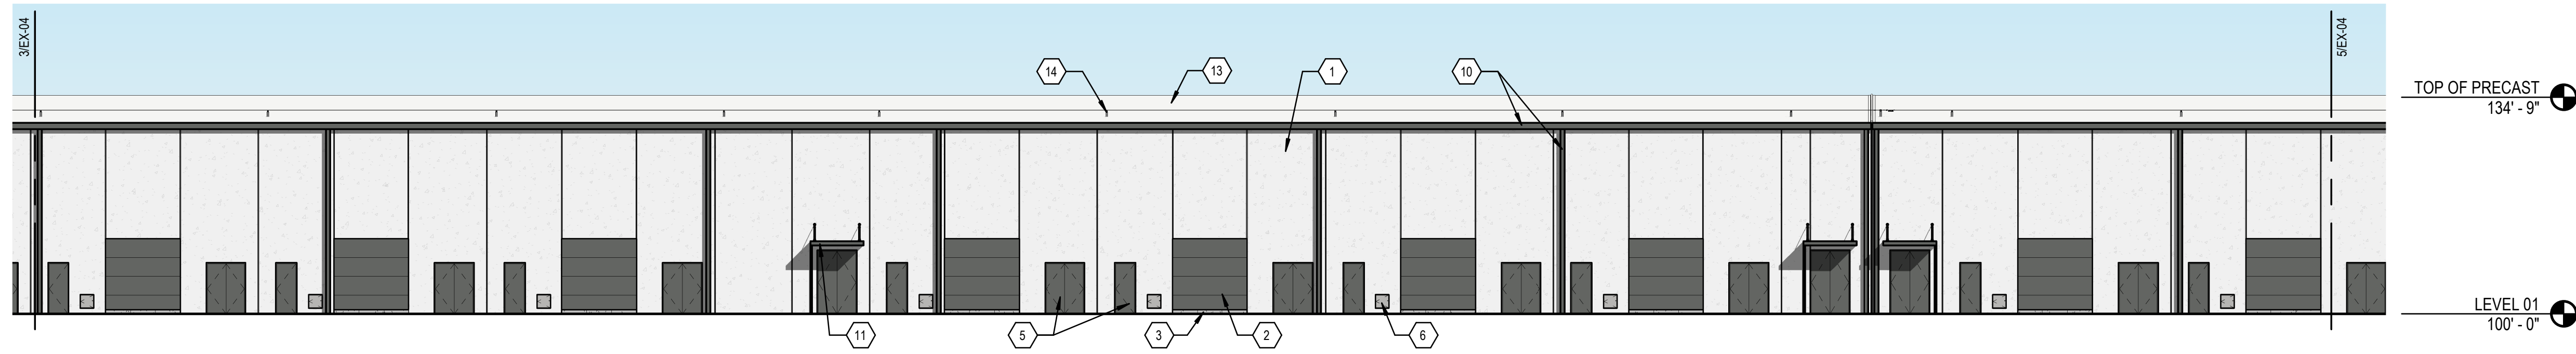 3/EX-04
5/EX-04
14
13
1
10
TOP OF PRECAST
134' - 9"
LEVEL 01
100' - 0"
11
5
3
2
6